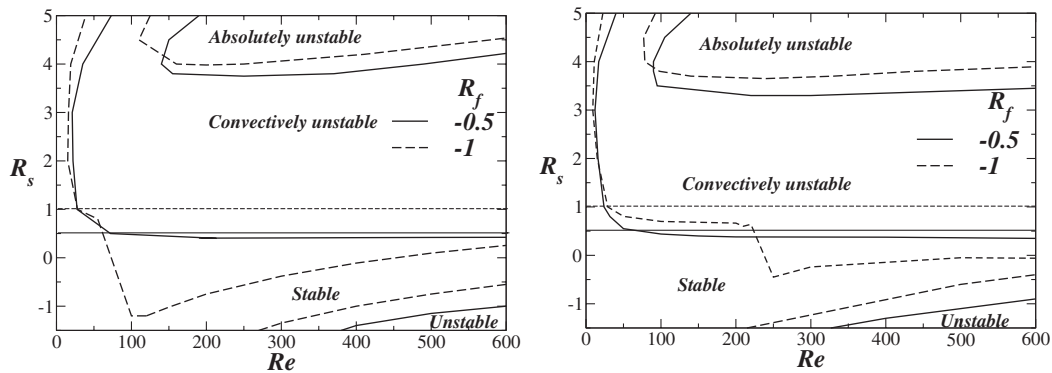 5
4
3
2
1
0
-1
R_s
Absolutely unstable
R_f
Convectively unstable
-0.5
-1
Stable
Unstable
0 100 200 300 400 500 600
Re
5
4
3
2
1
0
-1
R_s
Absolutely unstable
R_f
-0.5
-1
Convectively unstable
Stable
Unstable
0 100 200 300 400 500 600
Re